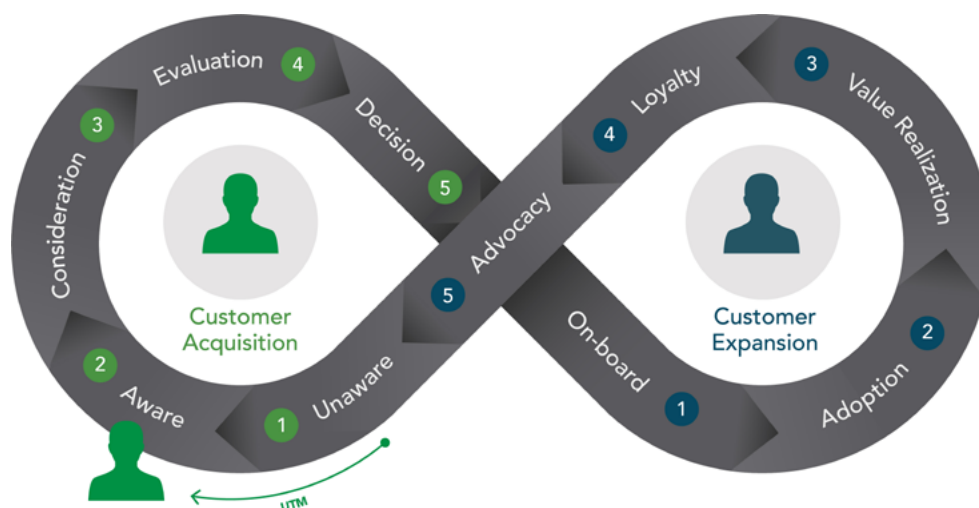 Unaware
1
Aware
2
Consideration
3
Evaluation
4
Decision
5
Customer
Acquisition
On-board
1
Adoption
2
Value Realization
3
Loyalty
4
Advocacy
5
Customer
Expansion
UTM